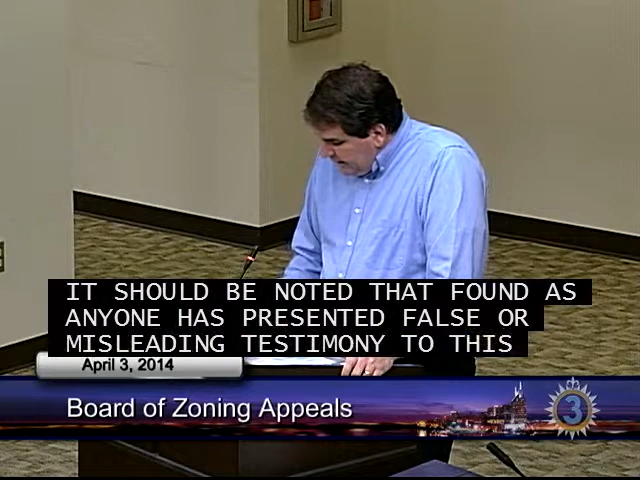 IT SHOULD BE NOTED THAT FOUND AS
ANYONE HAS PRESENTED FALSE OR
MISLEADING TESTIMONY TO THIS
April 3, 2014
Board of Zoning Appeals
3